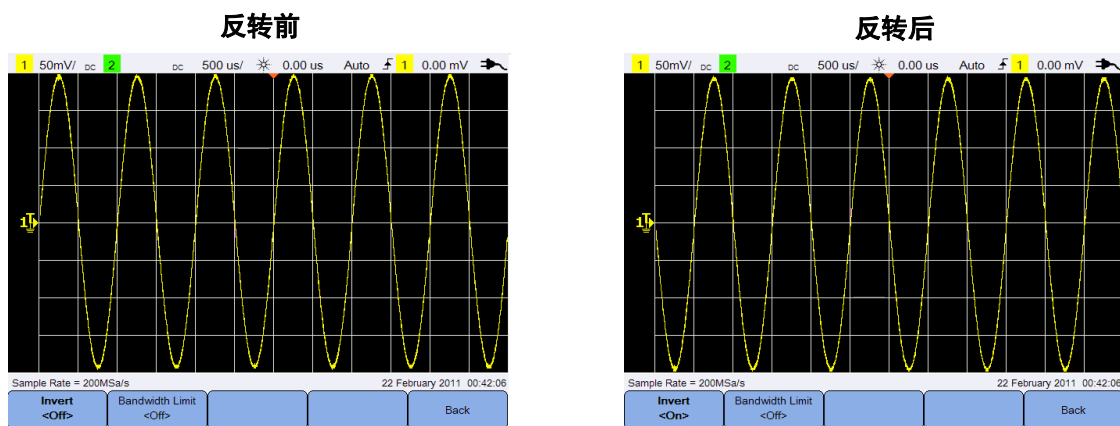 反转前
1 50mV/ DC 2 DC 500 us/ 0.00 us Auto 1 0.00 mV
1T
Sample Rate = 200MSa/s 22 February 2011 00:42:06
Invert
<Off>
Bandwidth Limit
<Off>
Back
反转后
1 50mV/ DC 2 DC 500 us/ 0.00 us Auto 1 0.00 mV
1T
Sample Rate = 200MSa/s 22 February 2011 00:42:06
Invert
<On>
Bandwidth Limit
<Off>
Back